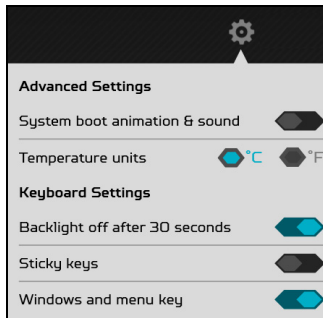 Advanced Settings
System boot animation & sound
Temperature units °C °F
Keyboard Settings
Backlight off after 30 seconds
Sticky keys
Windows and menu key